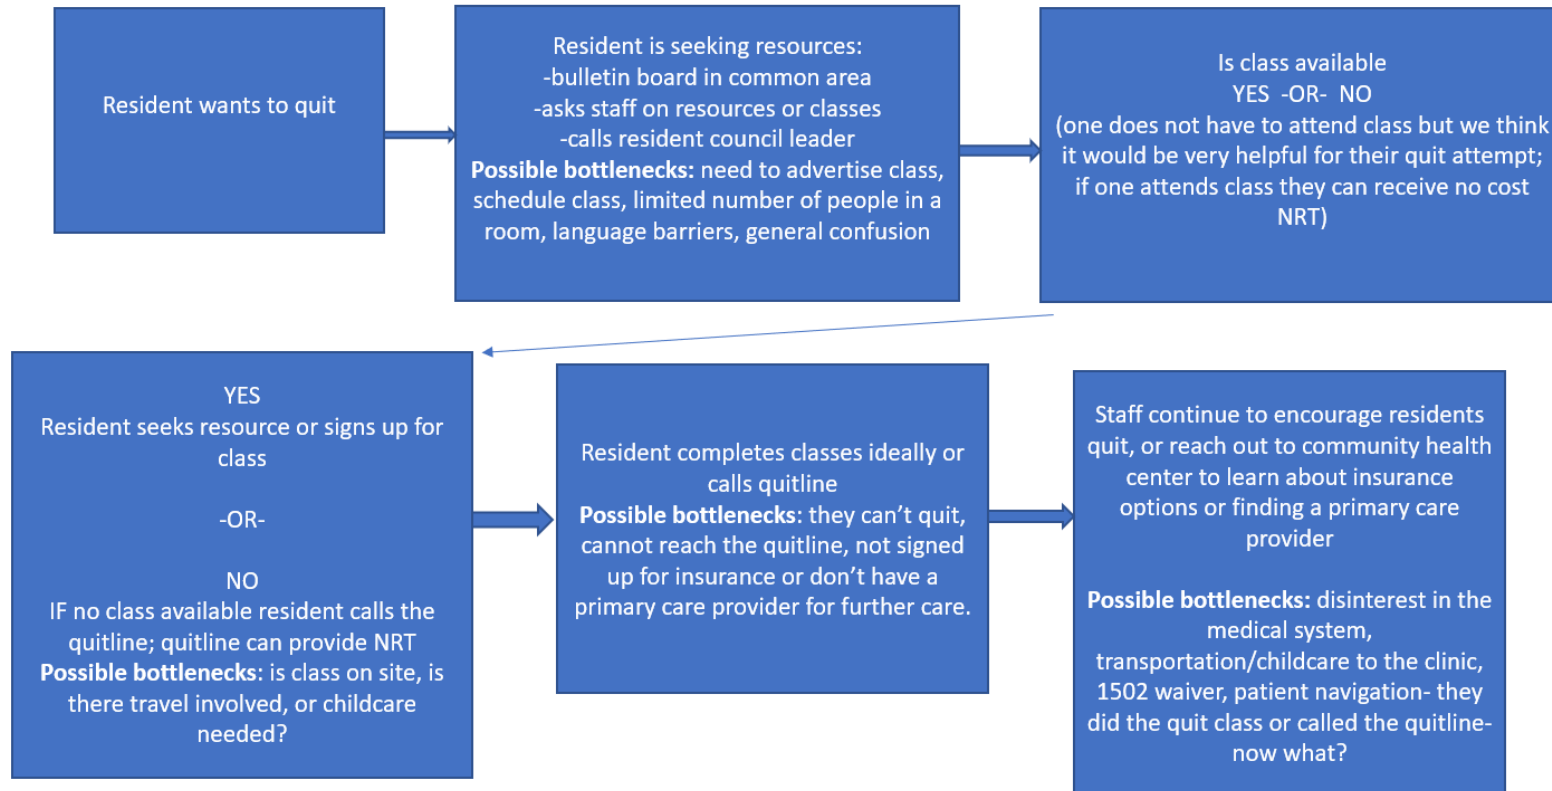 Resident wants to quit
Resident is seeking resources:
-bulletin board in common area
-asks staff on resources or classes
-calls resident council leader
Possible bottlenecks: need to advertise class,
schedule class, limited number of people in a
room, language barriers, general confusion
Is class available
YES -OR- NO
(one does not have to attend class but we think
it would be very helpful for their quit attempt;
if one attends class they can receive no cost
NRT)
YES
Resident seeks resource or signs up for
class
-OR-
NO
IF no class available resident calls the
quitline; quitline can provide NRT
Possible bottlenecks: is class on site, is
there travel involved, or childcare
needed?
Resident completes classes ideally or
calls quitline
Possible bottlenecks: they can’t quit,
cannot reach the quitline, not signed
up for insurance or don’t have a
primary care provider for further care.
Staff continue to encourage residents
quit, or reach out to community health
center to learn about insurance
options or finding a primary care
provider
Possible bottlenecks: disinterest in the
medical system,
transportation/childcare to the clinic,
1502 waiver, patient navigation- they
did the quit class or called the quitline-
now what?